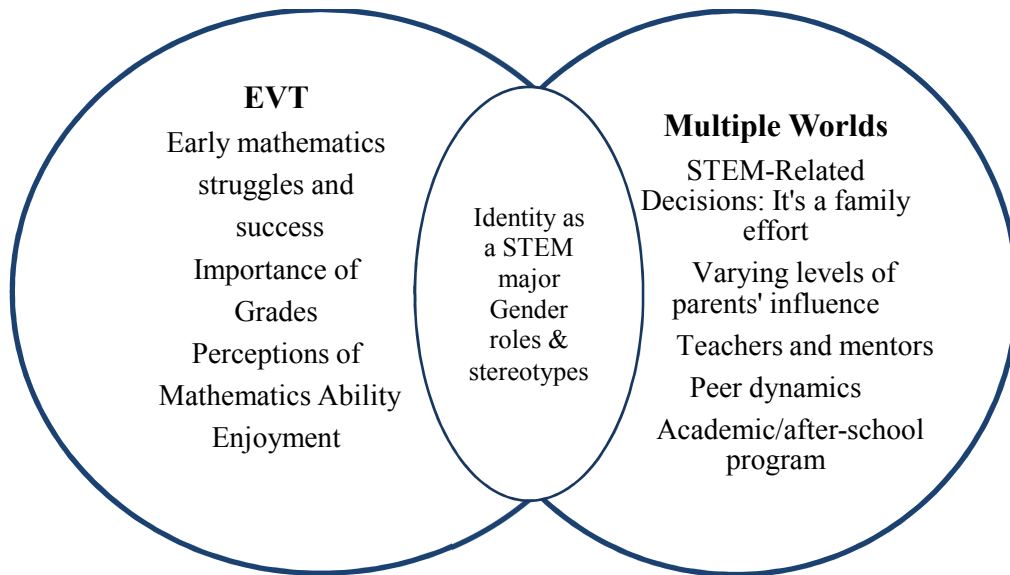 EVT
Early mathematics
struggles and
success
Importance of
Grades
Perceptions of
Mathematics Ability
Enjoyment
Identity as
a STEM
major
Gender
roles &
stereotypes
Multiple Worlds
STEM-Related
Decisions: It's a family
effort
Varying levels of
parents' influence
Teachers and mentors
Peer dynamics
Academic/after-school
program